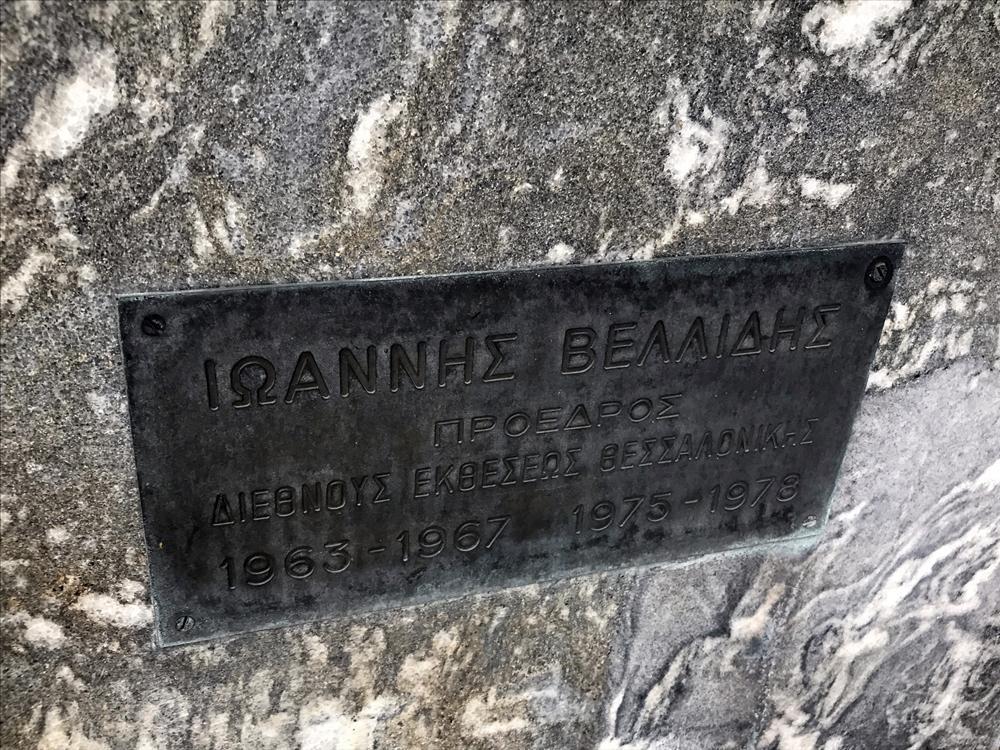 ΙΩΑΝΝΗΣ ΒΕΛΛΙΔΗΣ
ΠΡΟΕΔΡΟΣ
ΔΙΕΘΝΟΥΣ ΕΚΘΕΣΕΩΣ ΘΕΣΣΑΛΟΝΙΚΗΣ
1963-1967 1975-1978